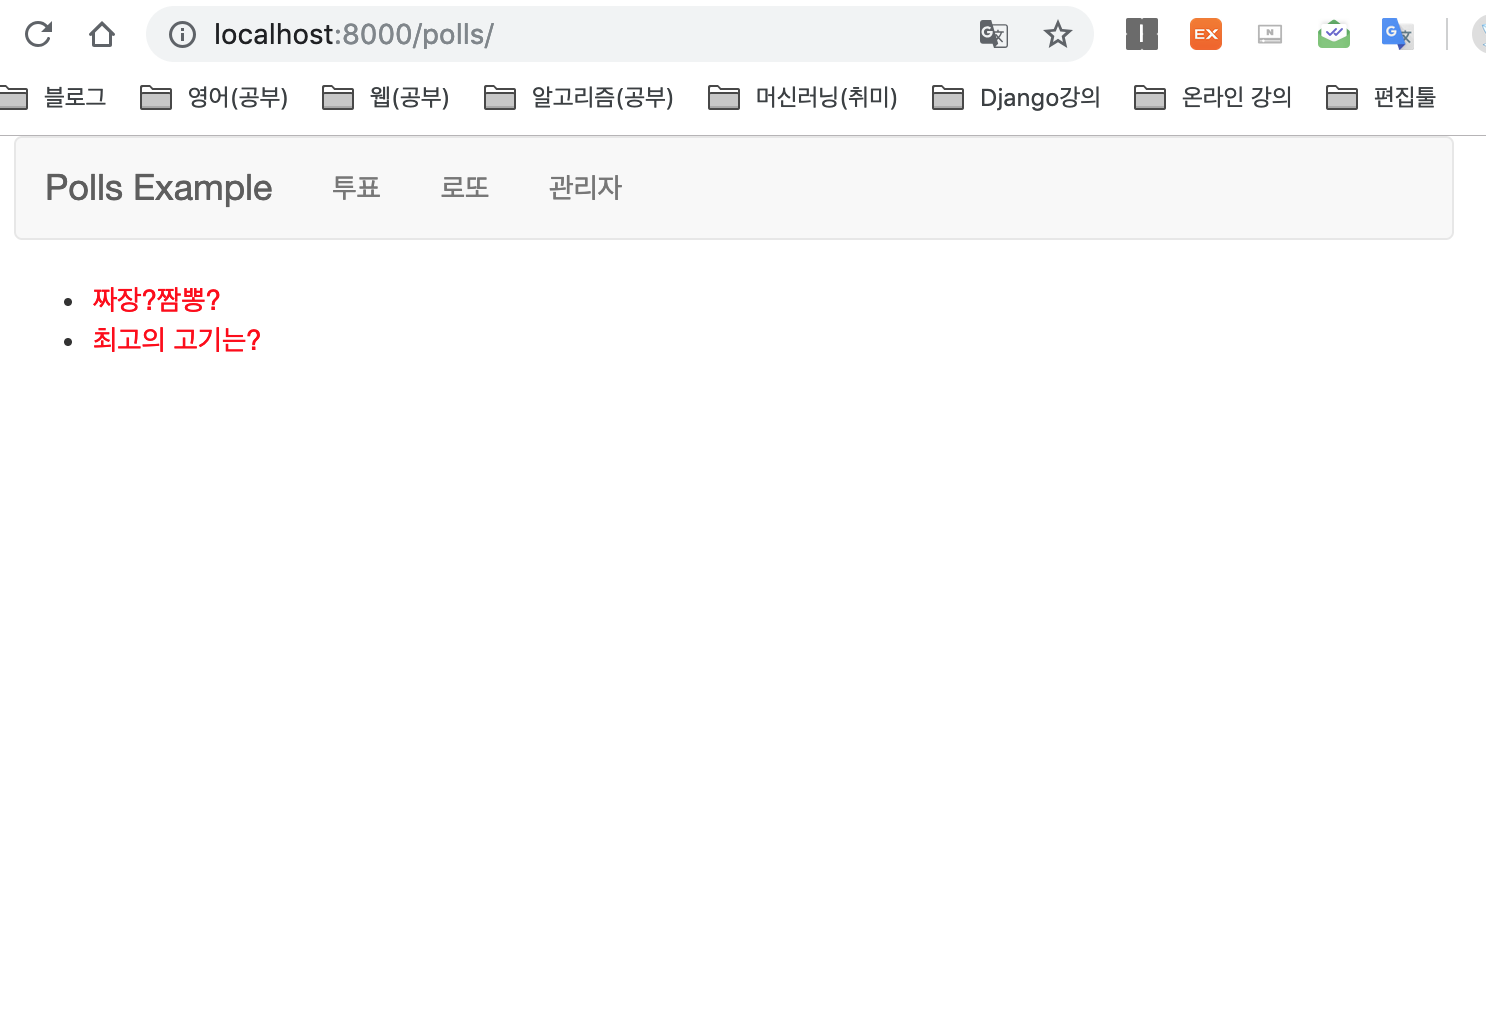 localhost:8000/polls/
EX
N
G
블로그 영어(공부) 웹(공부) 알고리즘(공부) 머신러닝(취미) Django강의 온라인 강의 편집툴
Polls Example 투표 로또 관리자
짜장?짬뽕?
최고의 고기는?